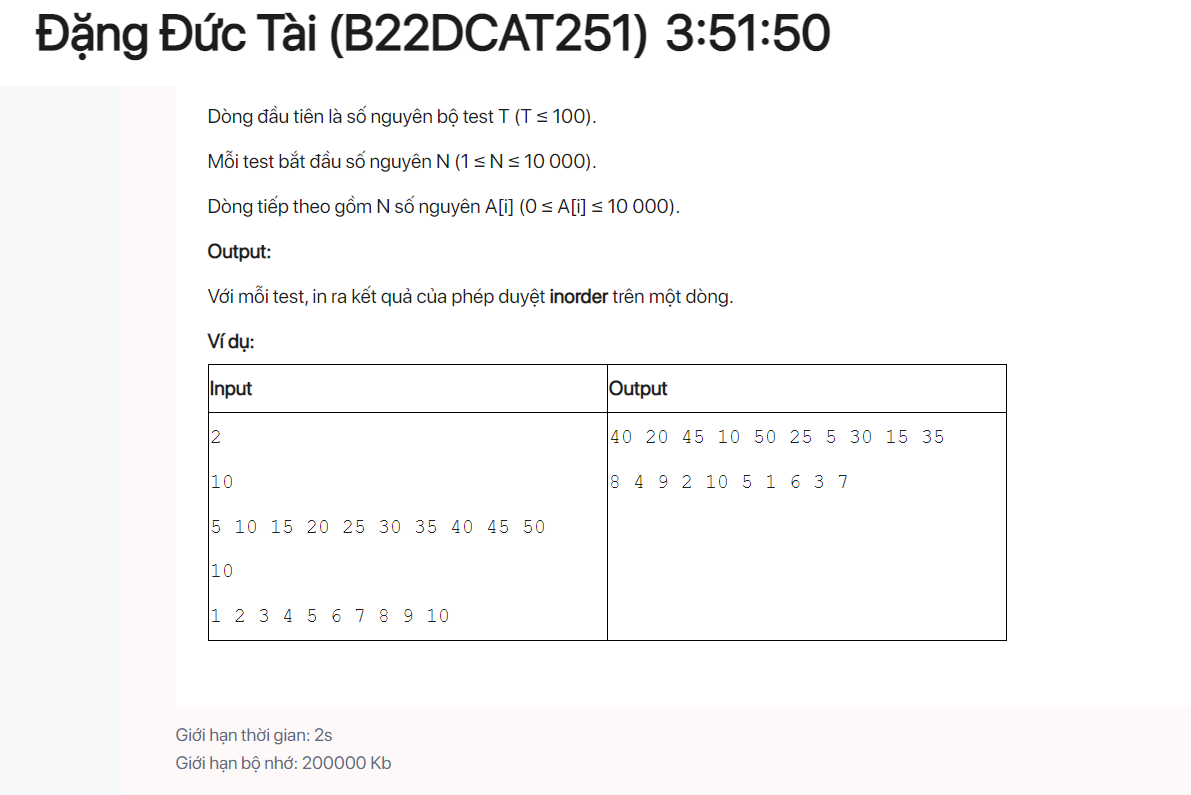 Đặng Đức Tài (B22DCAT251) 3:51:50
Dòng đầu tiên là số nguyên bộ test T (T ≤ 100).
Mỗi test bắt đầu số nguyên N (1 ≤ N ≤ 10 000).
Dòng tiếp theo gồm N số nguyên A[i] (0 ≤ A[i] ≤ 10 000).
Output:
Với mỗi test, in ra kết quả của phép duyệt inorder trên một dòng.
Ví dụ:
Input
2
10
5 10 15 20 25 30 35 40 45 50
10
1 2 3 4 5 6 7 8 9 10
Output
40 20 45 10 50 25 5 30 15 35
8 4 9 2 10 5 1 6 3 7
Giới hạn thời gian: 2s
Giới hạn bộ nhớ: 200000 Kb